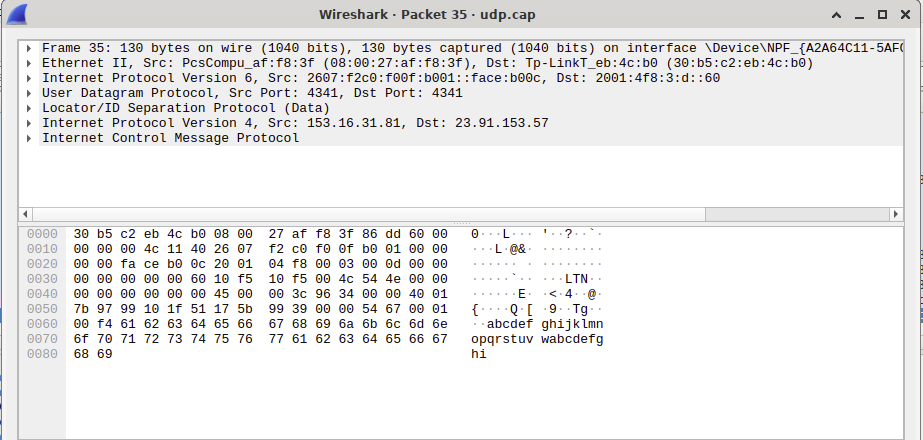 Wireshark · Packet 35 · udp.cap
Frame 35: 130 bytes on wire (1040 bits), 130 bytes captured (1040 bits) on interface \Device\NPF_{A2A64C11-5AF
Ethernet II, Src: PcsCompu_af:f8:3f (08:00:27:af:f8:3f), Dst: Tp-LinkT_eb:4c:b0 (30:b5:c2:eb:4c:b0)
Internet Protocol Version 6, Src: 2607:f2c0:f00f:b001::face:b00c, Dst: 2001:4f8:3:d::60
User Datagram Protocol, Src Port: 4341, Dst Port: 4341
Locator/ID Separation Protocol (Data)
Internet Protocol Version 4, Src: 153.16.31.81, Dst: 23.91.153.57
Internet Control Message Protocol
0000 30 b5 c2 eb 4c b0 08 00 27 af f8 3f 86 dd 60 00 0···L··· '··?··`·
0010 00 00 00 4c 11 40 26 07 f2 c0 f0 0f b0 01 00 00 ···L·@&· ········
0020 00 00 fa ce b0 0c 20 01 04 f8 00 03 00 0d 00 00 ······ · ········
0030 00 00 00 00 00 60 10 f5 10 f5 00 4c 54 4e 00 00 ·····`·· ···LTN··
0040 00 00 00 00 00 00 45 00 00 3c 96 34 00 00 40 01 ······E· ·<·4··@·
0050 7b 97 99 10 1f 51 17 5b 99 39 00 00 54 67 00 01 {····Q·[ ·9··Tg··
0060 00 f4 61 62 63 64 65 66 67 68 69 6a 6b 6c 6d 6e ··abcdef ghijklmn
0070 6f 70 71 72 73 74 75 76 77 61 62 63 64 65 66 67 opqrstuv wabcdefg
0080 68 69 hi